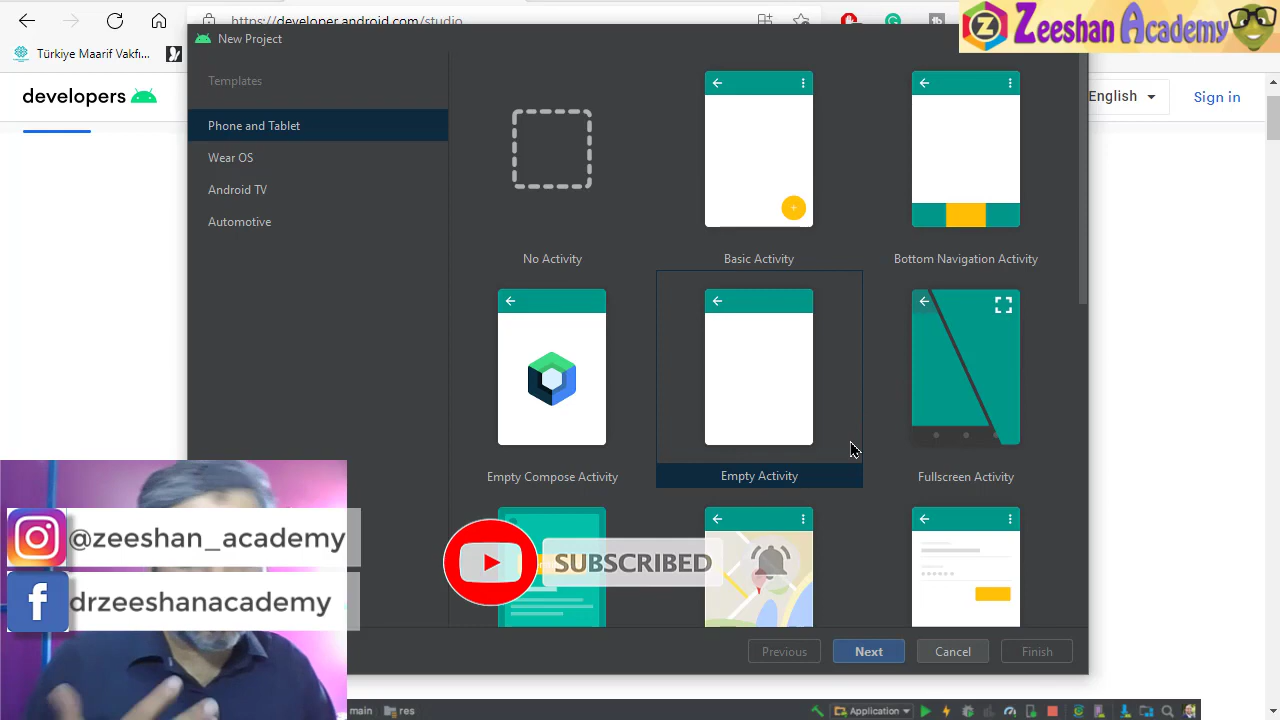 https://developer.android.com/studio
Zeeshan Academy
New Project
Türkiye Maarif Vakfı...
Templates
developers
English
Sign in
Phone and Tablet
Wear OS
Android TV
Automotive
No Activity
Basic Activity
Bottom Navigation Activity
Empty Compose Activity
Empty Activity
Fullscreen Activity
@zeeshan_academy
SUBSCRIBED
drzeeshanacademy
Previous
Next
Cancel
Finish
main
res
Application